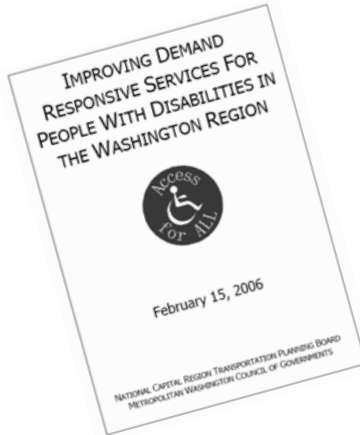 IMPROVING DEMAND
RESPONSIVE SERVICES FOR
PEOPLE WITH DISABILITIES IN
THE WASHINGTON REGION
Access
for ALL
February 15, 2006
NATIONAL CAPITAL REGION TRANSPORTATION PLANNING BOARD
METROPOLITAN WASHINGTON COUNCIL OF GOVERNMENTS